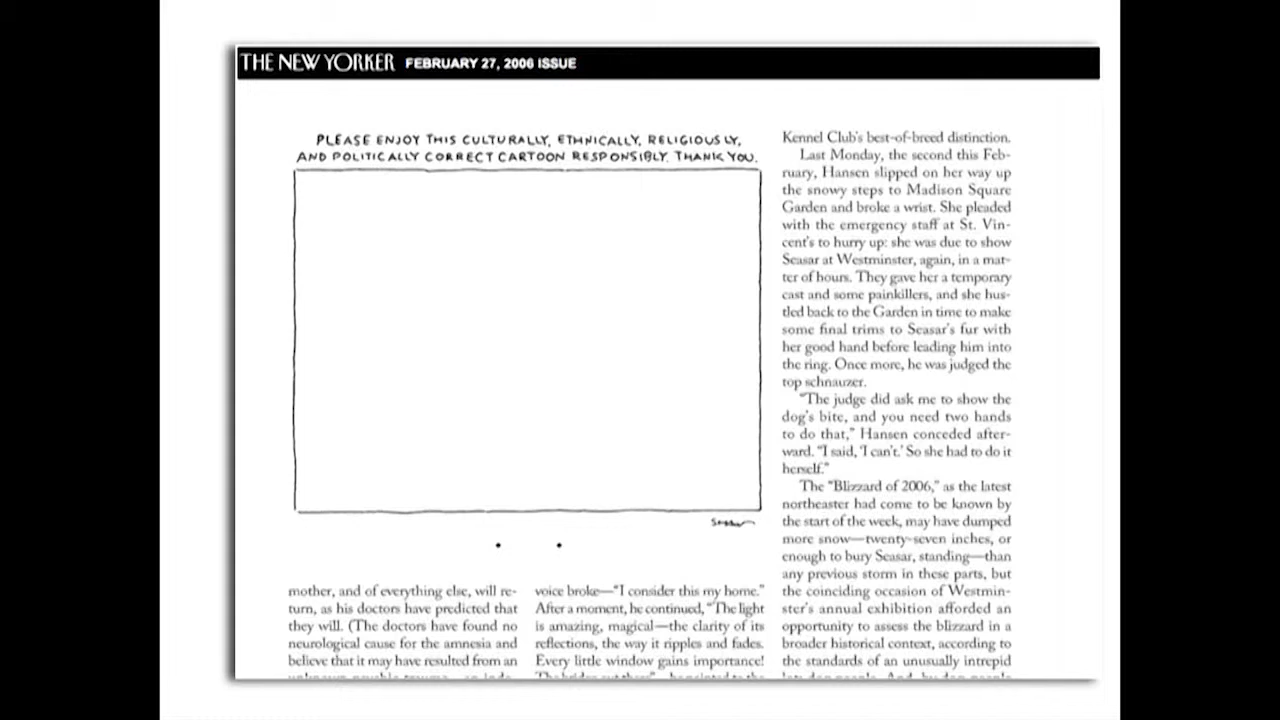 THE NEW YORKER FEBRUARY 27, 2006 ISSUE
PLEASE ENJOY THIS CULTURALLY, ETHNICALLY, RELIGIOUSLY,
AND POLITICALLY CORRECT CARTOON RESPONSIBLY. THANK YOU.
mother, and of everything else, will re-
turn, as his doctors have predicted that
they will. (The doctors have found no
neurological cause for the amnesia and
believe that it may have resulted from an
voice broke—“I consider this my home.”
After a moment, he continued, “The light
is amazing, magical—the clarity of its
reflections, the way it ripples and fades.
Every little window gains importance!
Kennel Club's best-of-breed distinction.
Last Monday, the second this Feb-
ruary, Hansen slipped on her way up
the snowy steps to Madison Square
Garden and broke a wrist. She pleaded
with the emergency staff at St. Vin-
cent's to hurry up: she was due to show
Seasar at Westminster, again, in a mat-
ter of hours. They gave her a temporary
cast and some painkillers, and she hus-
tled back to the Garden in time to make
some final trims to Seasar's fur with
her good hand before leading him into
the ring. Once more, he was judged the
top schnauzer.
“The judge did ask me to show the
dog's bite, and you need two hands
to do that,” Hansen conceded after-
ward. “I said, ‘I can't.’ So she had to do it
herself.”
The “Blizzard of 2006,” as the latest
northeaster had come to be known by
the start of the week, may have dumped
more snow—twenty-seven inches, or
enough to bury Seasar, standing—than
any previous storm in these parts, but
the coinciding occasion of Westmin-
ster's annual exhibition afforded an
opportunity to assess the blizzard in a
broader historical context, according to
the standards of an unusually intrepid